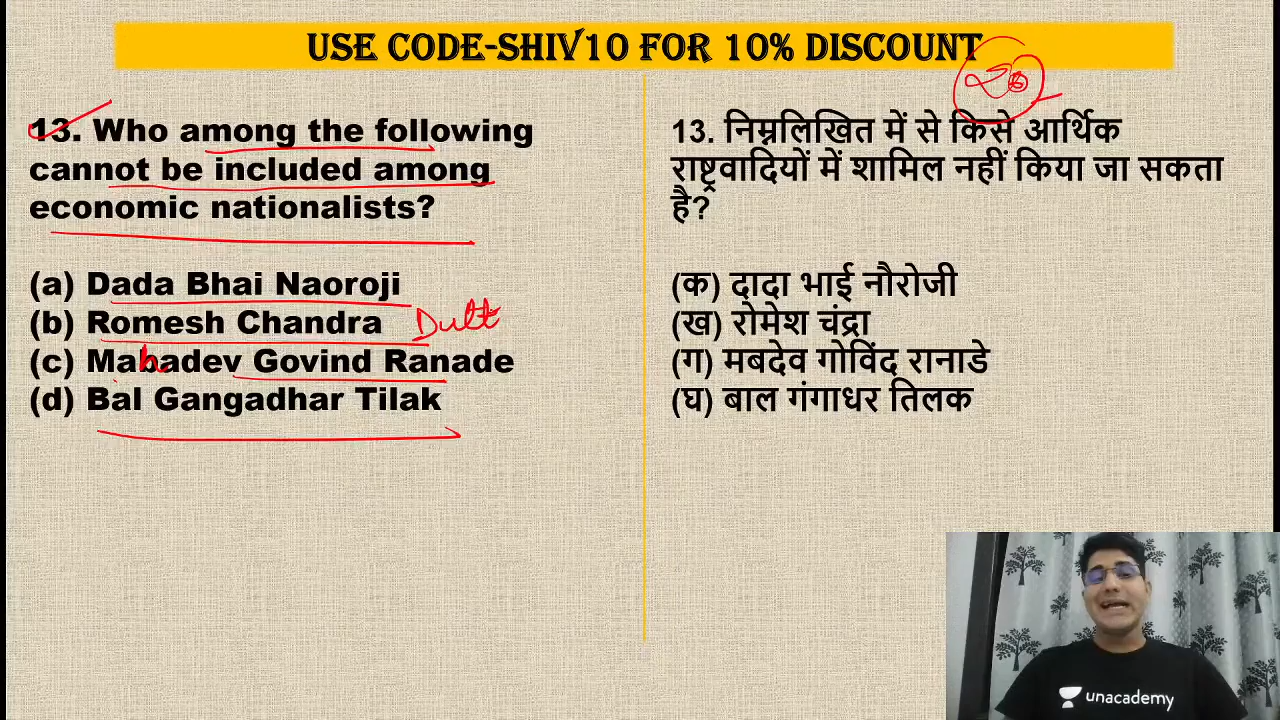 USE CODE-SHIV10 FOR 10% DISCOUNT
13. Who among the following
cannot be included among
economic nationalists?
(a) Dada Bhai Naoroji
(b) Romesh Chandra Dutt
(c) Mahadev Govind Ranade
(d) Bal Gangadhar Tilak
13. निम्नलिखित में से किसे आर्थिक
राष्ट्रवादियों में शामिल नहीं किया जा सकता
है?
(क) दादा भाई नौरोजी
(ख) रोमेश चंद्रा
(ग) मबदेव गोविंद रानाडे
(घ) बाल गंगाधर तिलक
unacademy